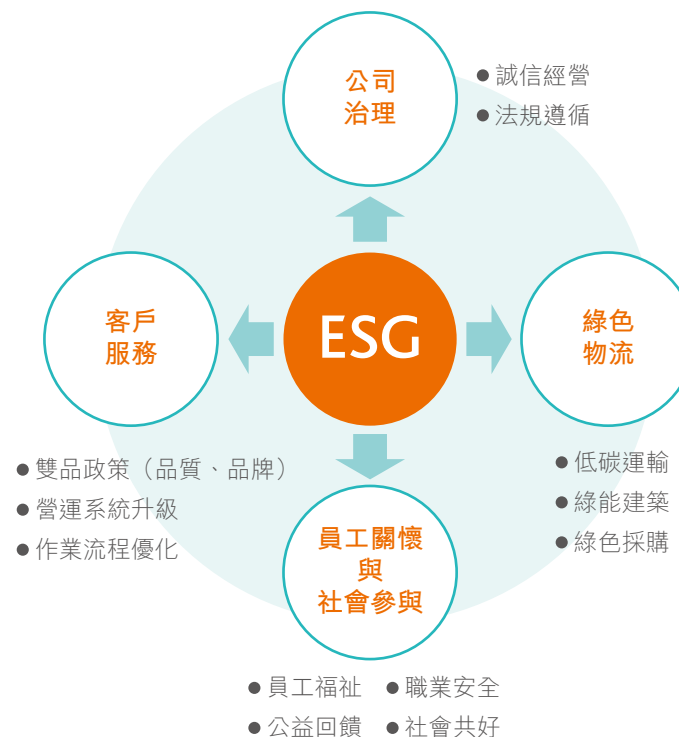 公司
治理
● 誠信經營
● 法規遵循
客戶
服務
ESG
綠色
物流
● 雙品政策（品質、品牌）
● 營運系統升級
● 作業流程優化
● 低碳運輸
● 綠能建築
● 綠色採購
員工關懷
與
社會參與
● 員工福祉 ● 職業安全
● 公益回饋 ● 社會共好